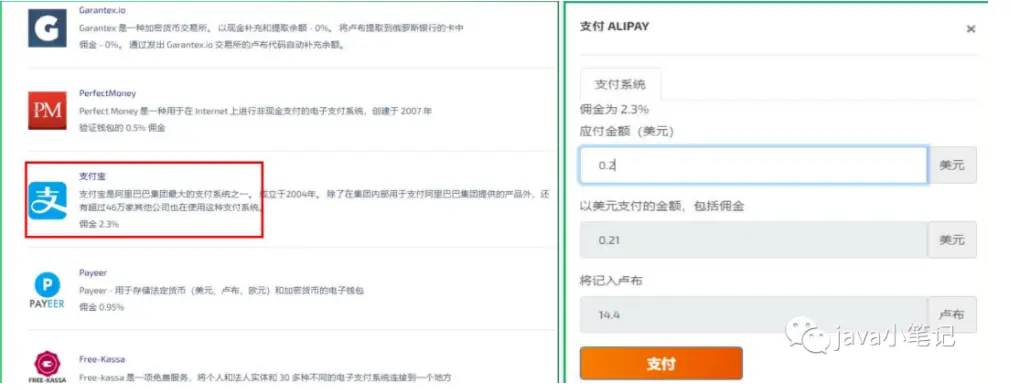 Garantex.io
G
Garantex 是一种加密货币交易所。 以现金补充和提取余额 - 0%。 将卢布提取到俄罗斯银行的卡中
佣金 - 0%。 通过发出 Garantex.io 交易所的卢布代码自动补充余额。
PerfectMoney
PM
Perfect Money 是一种用于在 Internet 上进行非现金支付的电子支付系统，创建于 2007 年
验证钱包的 0.5% 佣金
支付宝
支
支付宝是阿里巴巴集团最大的支付系统之一。 成立于2004年。 除了在集团内部用于支付阿里巴巴集团提供的产品外，还
有超过46万家其他公司也在使用这种支付系统。
佣金 2.3%
Payeer
P
PAYEER
Payeer - 用于存储法定货币（美元、卢布、欧元）和加密货币的电子钱包
佣金 0.95%
Free-Kassa
FREE-KASSA
Free-kassa 是一项免费服务，将个人和法人实体和 30 多种不同的电子支付系统连接到一个地方
支付 ALIPAY
×
支付系统
佣金为 2.3%
应付金额（美元）
0.2
美元
以美元支付的金额，包括佣金
0.21
美元
将记入卢布
14.4
卢布
java小笔记
支付